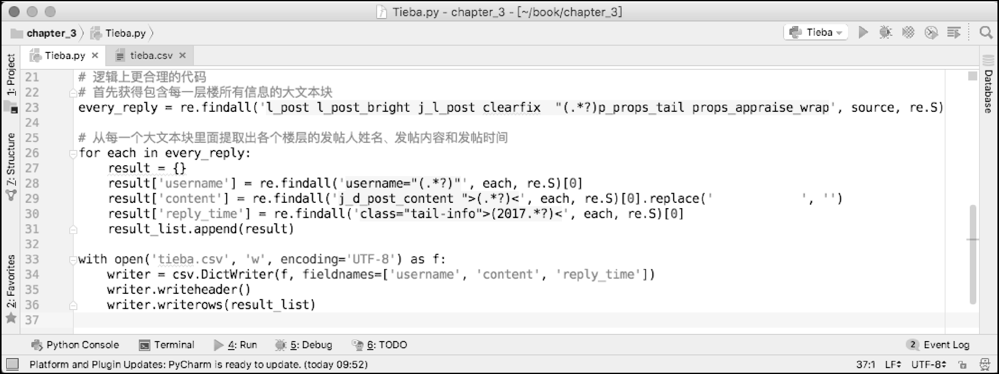 Tieba.py - chapter_3 - [~/book/chapter_3]
chapter_3 Tieba.py Tieba
Tieba.py tieba.csv
1: Project
7: Structure
2: Favorites
Database
21 # 逻辑上更合理的代码
22 # 首先获得包含每一层楼所有信息的大文本块
23 every_reply = re.findall('l_post l_post_bright j_l_post clearfix  "(.*?)p_props_tail props_appraise_wrap', source, re.S)
24
25 # 从每一个大文本块里面提取出各个楼层的发帖人姓名、发帖内容和发帖时间
26 for each in every_reply:
27     result = {}
28     result['username'] = re.findall('username="(.*?)"', each, re.S)[0]
29     result['content'] = re.findall('j_d_post_content ">(.*?)<', each, re.S)[0].replace('            ', '')
30     result['reply_time'] = re.findall('class="tail-info">(2017.*?)<', each, re.S)[0]
31     result_list.append(result)
32
33 with open('tieba.csv', 'w', encoding='UTF-8') as f:
34     writer = csv.DictWriter(f, fieldnames=['username', 'content', 'reply_time'])
35     writer.writeheader()
36     writer.writerows(result_list)
37
Python Console Terminal 4: Run 5: Debug 6: TODO 2 Event Log
Platform and Plugin Updates: PyCharm is ready to update. (today 09:52) 37:1 LF UTF-8